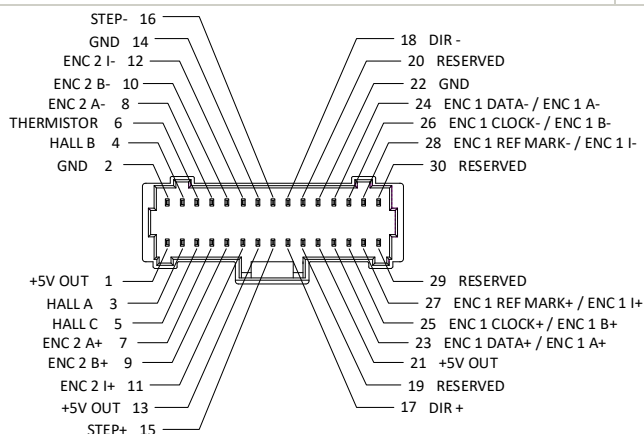 STEP- 16
GND 14
ENC 2 I- 12
ENC 2 B- 10
ENC 2 A- 8
THERMISTOR 6
HALL B 4
GND 2
18 DIR -
20 RESERVED
22 GND
24 ENC 1 DATA- / ENC 1 A-
26 ENC 1 CLOCK- / ENC 1 B-
28 ENC 1 REF MARK- / ENC 1 I-
30 RESERVED
+5V OUT 1
HALL A 3
HALL C 5
ENC 2 A+ 7
ENC 2 B+ 9
ENC 2 I+ 11
+5V OUT 13
STEP+ 15
29 RESERVED
27 ENC 1 REF MARK+ / ENC 1 I+
25 ENC 1 CLOCK+ / ENC 1 B+
23 ENC 1 DATA+ / ENC 1 A+
21 +5V OUT
19 RESERVED
17 DIR +